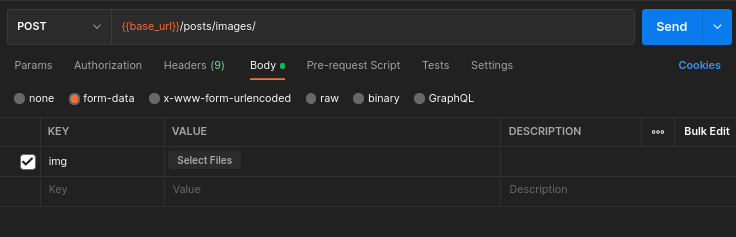 POST {{base_url}}/posts/images/ Send
Params Authorization Headers (9) Body Pre-request Script Tests Settings Cookies
none form-data x-www-form-urlencoded raw binary GraphQL
KEY VALUE DESCRIPTION ooo Bulk Edit
img Select Files
Key Value Description